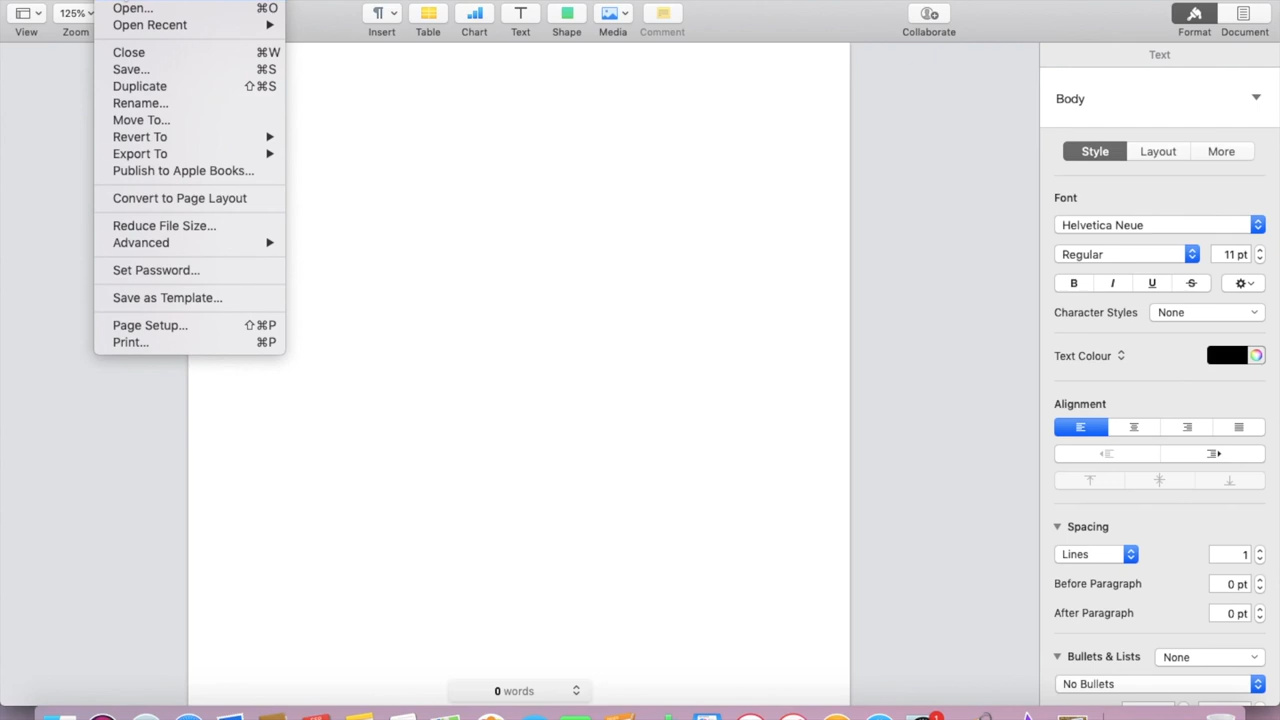 Open... ⌘O
Open Recent
Close ⌘W
Save... ⌘S
Duplicate ⇧⌘S
Rename...
Move To...
Revert To
Export To
Publish to Apple Books...
Convert to Page Layout
Reduce File Size...
Advanced
Set Password...
Save as Template...
Page Setup... ⇧⌘P
Print... ⌘P
125%
View Zoom
Insert Table Chart Text Shape Media Comment
Collaborate
Format Document
Text
Body
Style Layout More
Font
Helvetica Neue
Regular 11 pt
B I U S
Character Styles None
Text Colour
Alignment
Spacing
Lines 1
Before Paragraph 0 pt
After Paragraph 0 pt
Bullets & Lists None
No Bullets
0 words
1